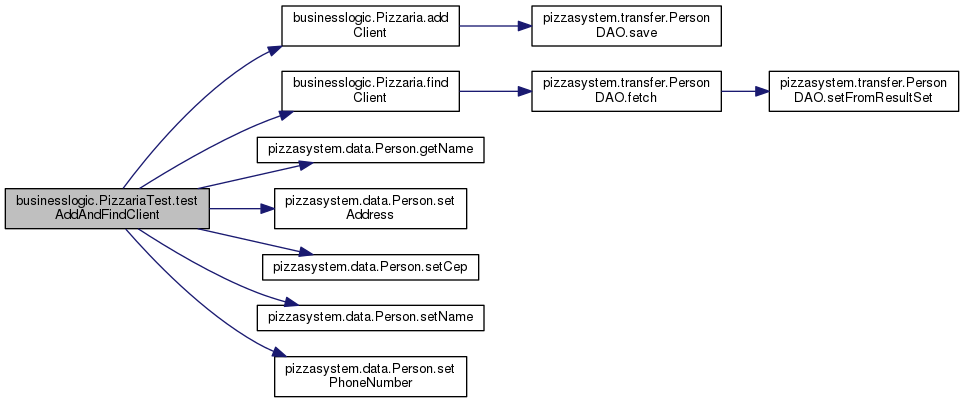 businesslogic.Pizzaria.add
Client
pizzasystem.transfer.Person
DAO.save
businesslogic.Pizzaria.find
Client
pizzasystem.transfer.Person
DAO.fetch
pizzasystem.transfer.Person
DAO.setFromResultSet
pizzasystem.data.Person.getName
businesslogic.PizzariaTest.test
AddAndFindClient
pizzasystem.data.Person.set
Address
pizzasystem.data.Person.setCep
pizzasystem.data.Person.setName
pizzasystem.data.Person.set
PhoneNumber